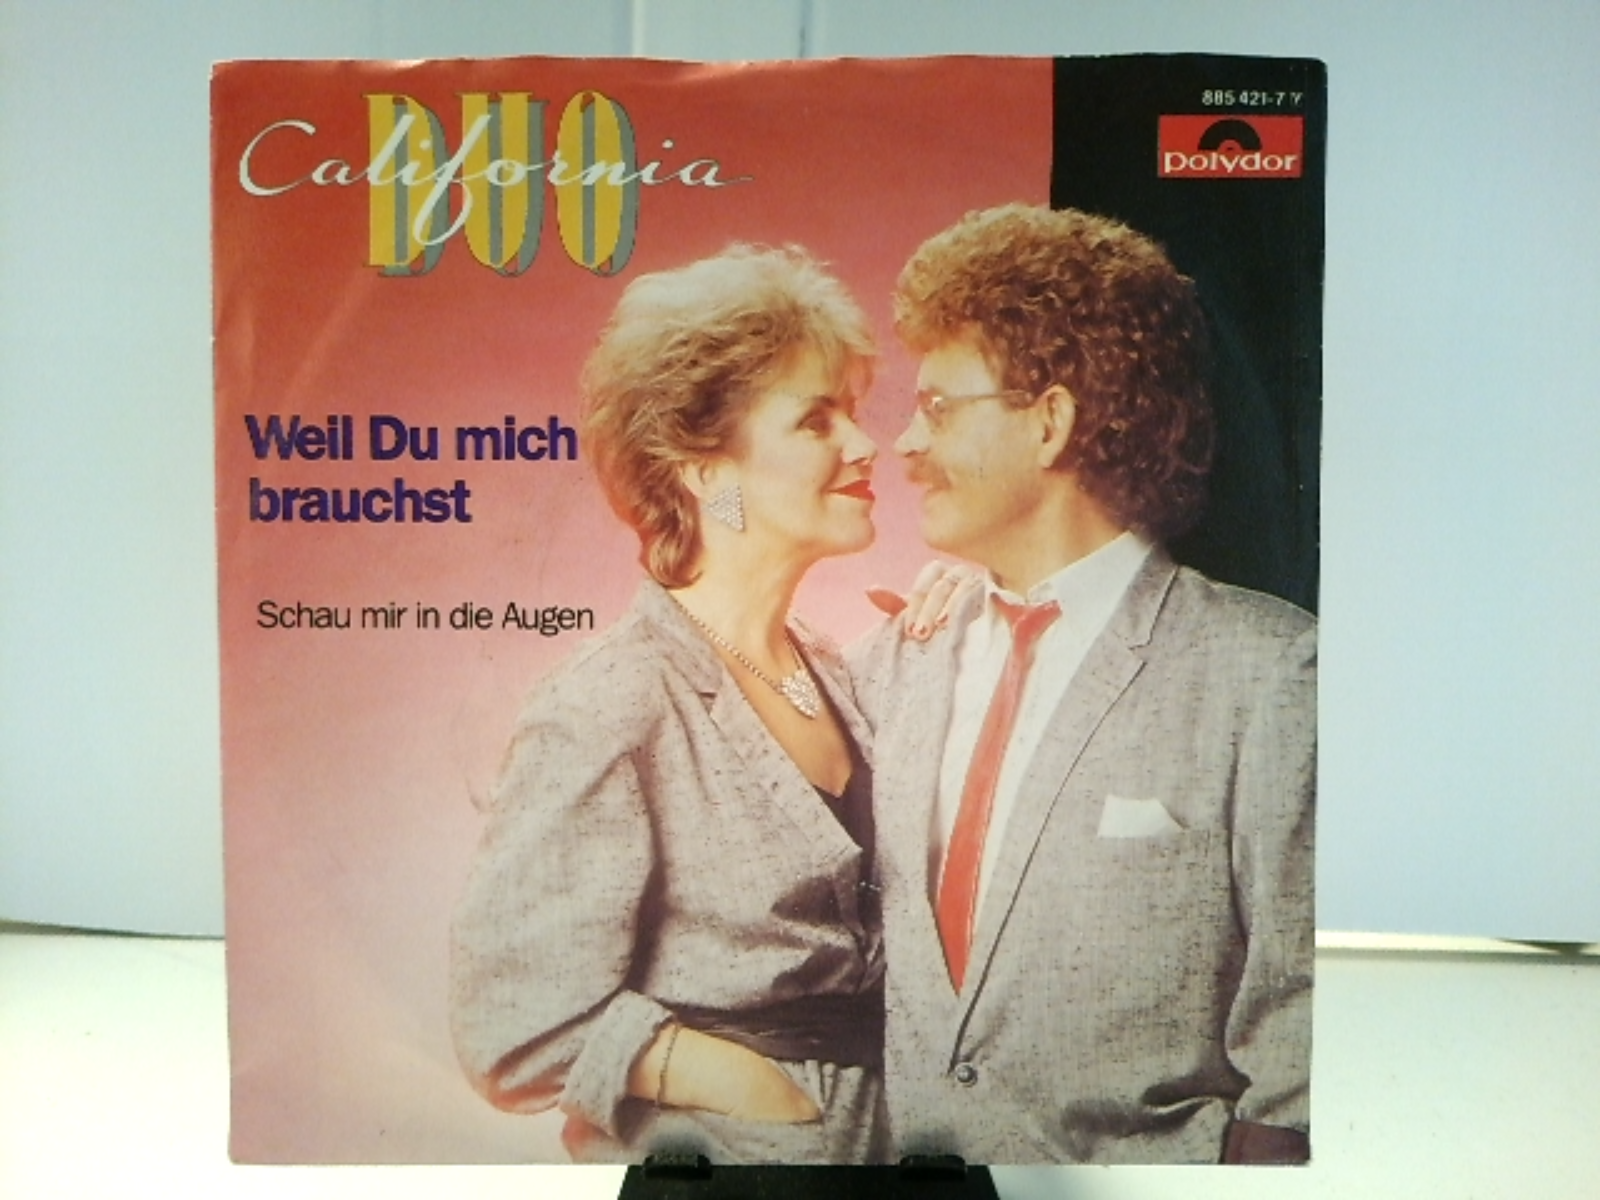 California
DUO
885 421-7 Y
polydor
Weil Du mich
brauchst
Schau mir in die Augen